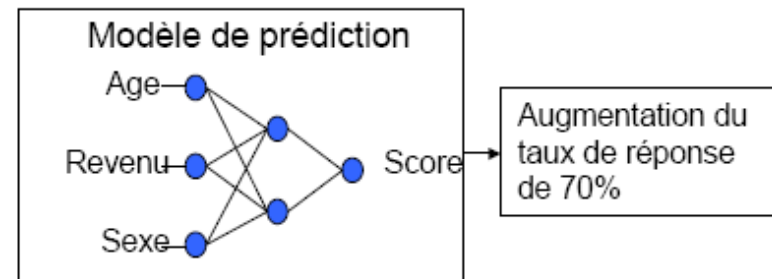 Modèle de prédiction
Age
Revenu
Sexe
Score
Augmentation du
taux de réponse
de 70%